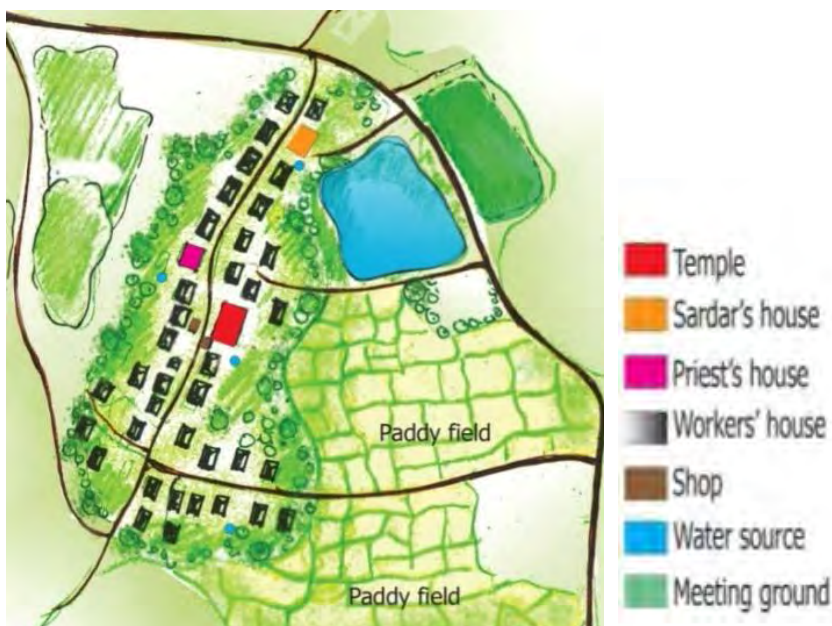 Temple
Sardar's house
Priest's house
Workers' house
Shop
Water source
Meeting ground
Paddy field
Paddy field